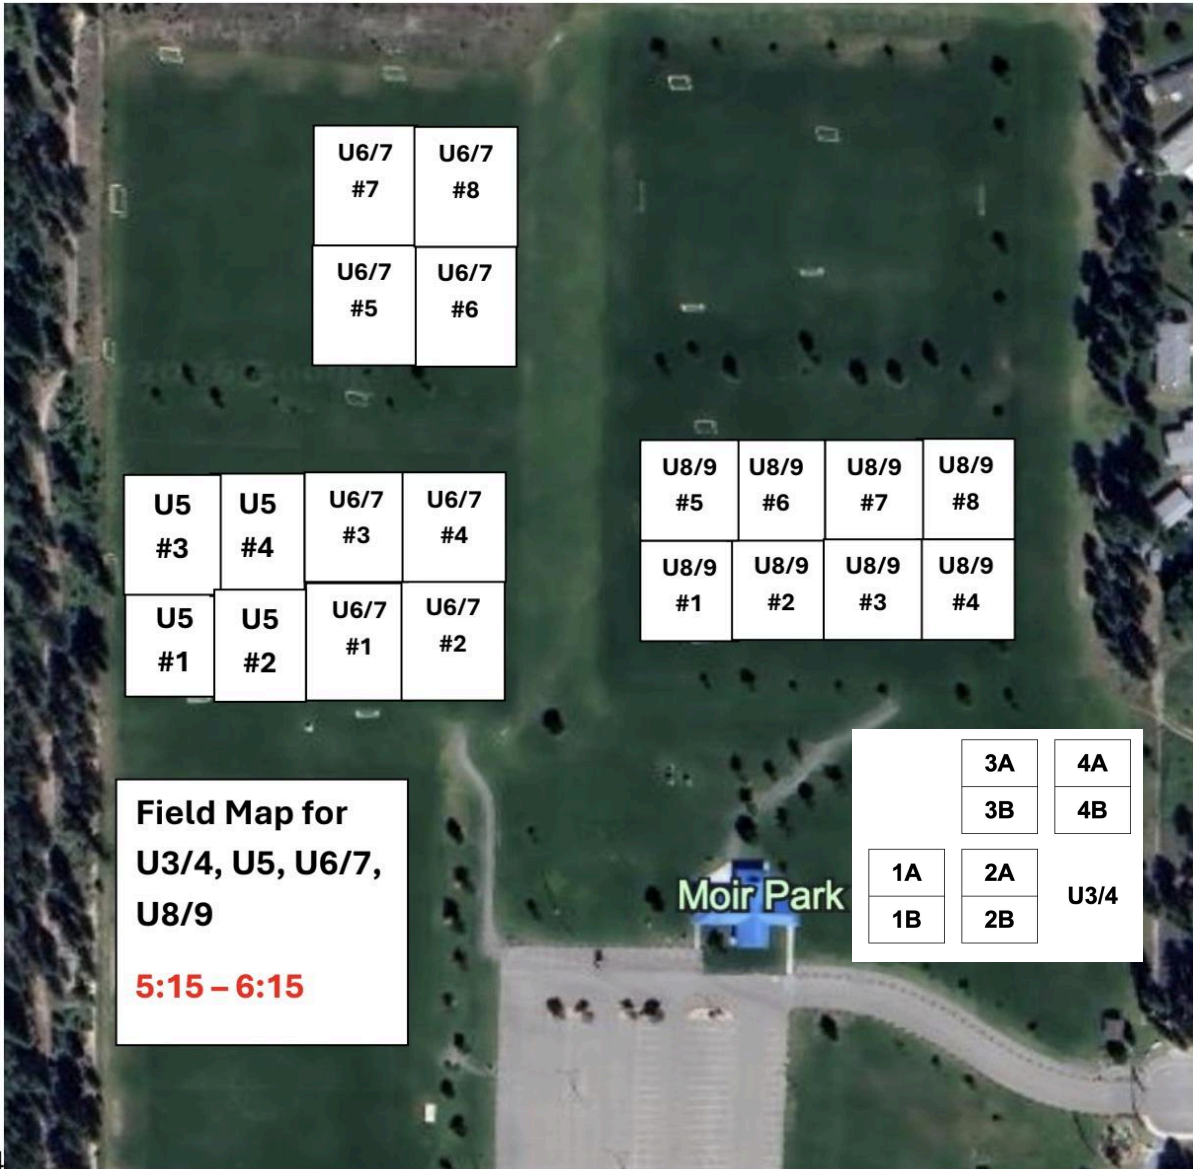 U6/7
#7
U6/7
#8
U6/7
#5
U6/7
#6
U5
#3
U5
#4
U6/7
#3
U6/7
#4
U5
#1
U5
#2
U6/7
#1
U6/7
#2
U8/9
#5
U8/9
#6
U8/9
#7
U8/9
#8
U8/9
#1
U8/9
#2
U8/9
#3
U8/9
#4
Field Map for
U3/4, U5, U6/7,
U8/9
5:15 – 6:15
Moir Park
3A
4A
3B
4B
1A
2A
1B
2B
U3/4